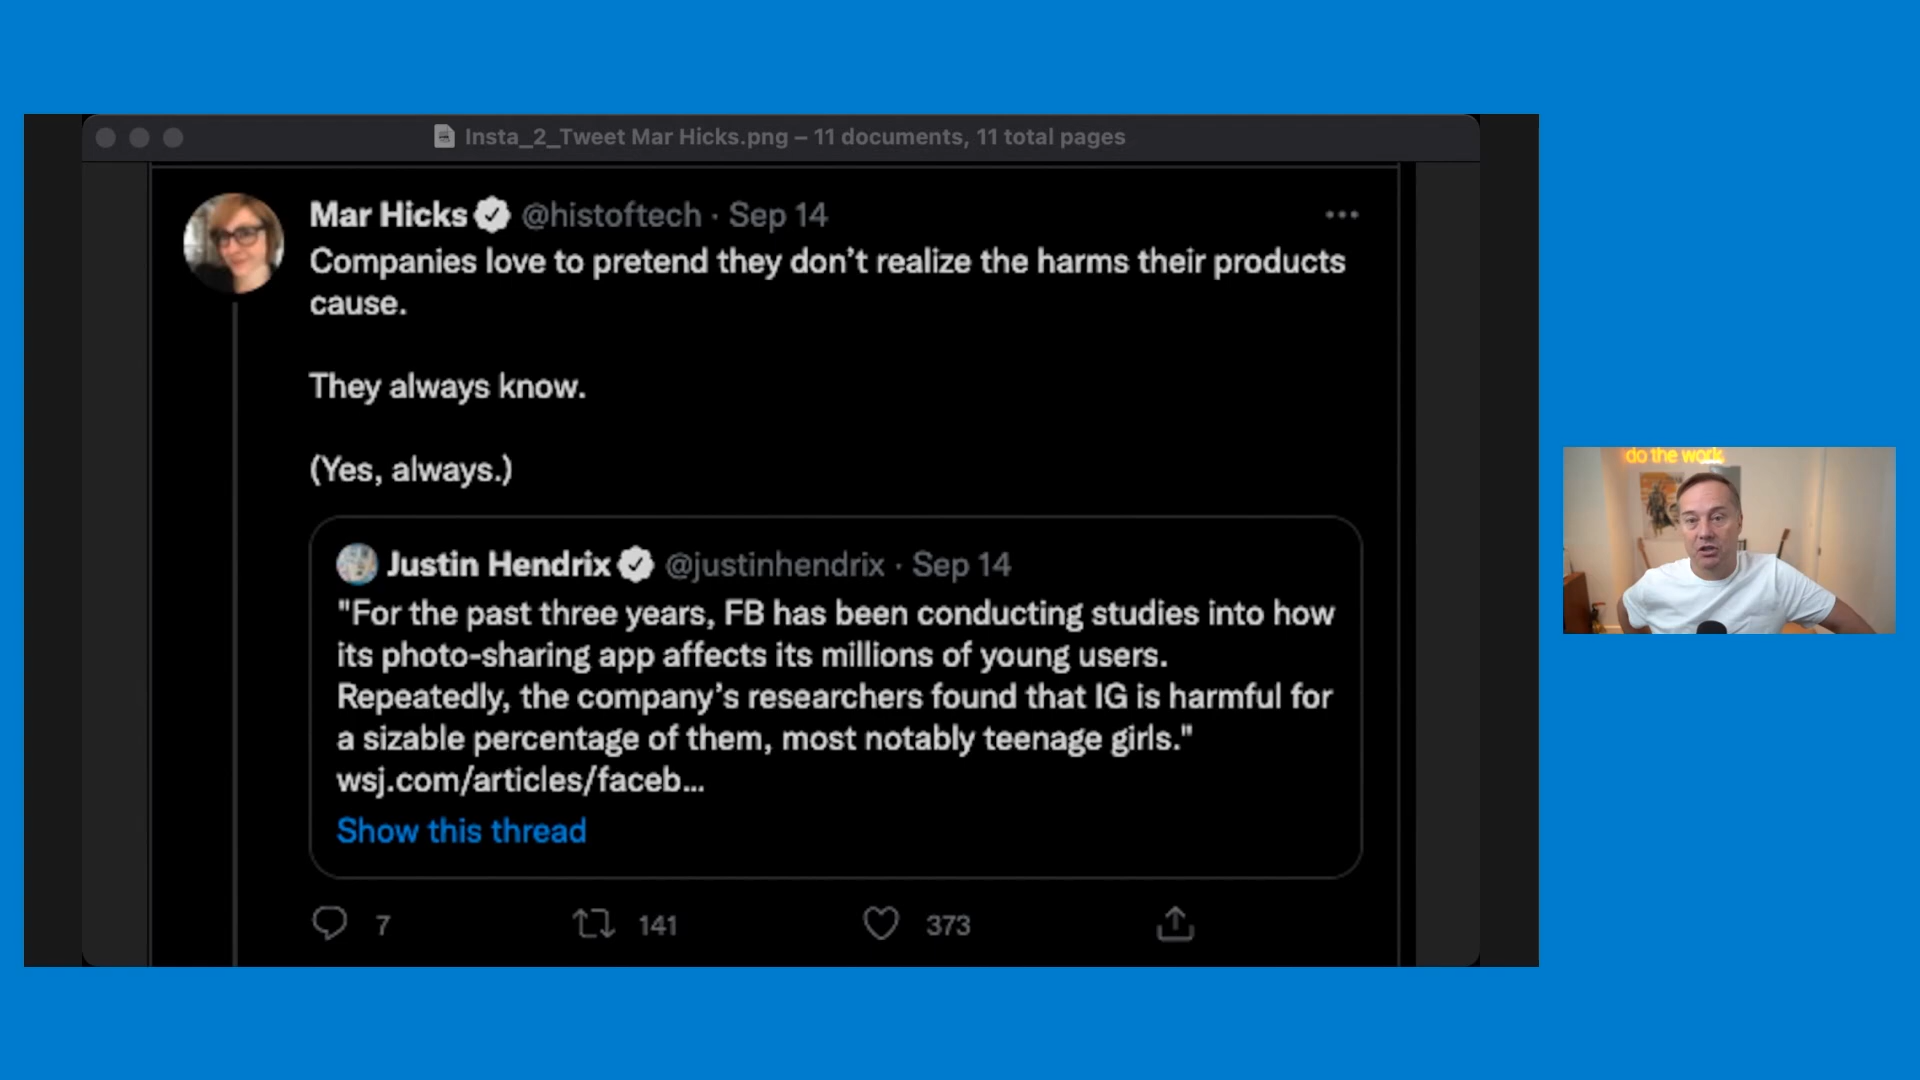 Insta_2_Tweet Mar Hicks.png – 11 documents, 11 total pages
Mar Hicks @histoftech · Sep 14
Companies love to pretend they don’t realize the harms their products
cause.
They always know.
(Yes, always.)
Justin Hendrix @justinhendrix · Sep 14
"For the past three years, FB has been conducting studies into how
its photo-sharing app affects its millions of young users.
Repeatedly, the company’s researchers found that IG is harmful for
a sizable percentage of them, most notably teenage girls."
wsj.com/articles/faceb...
Show this thread
7 141 373
do the work